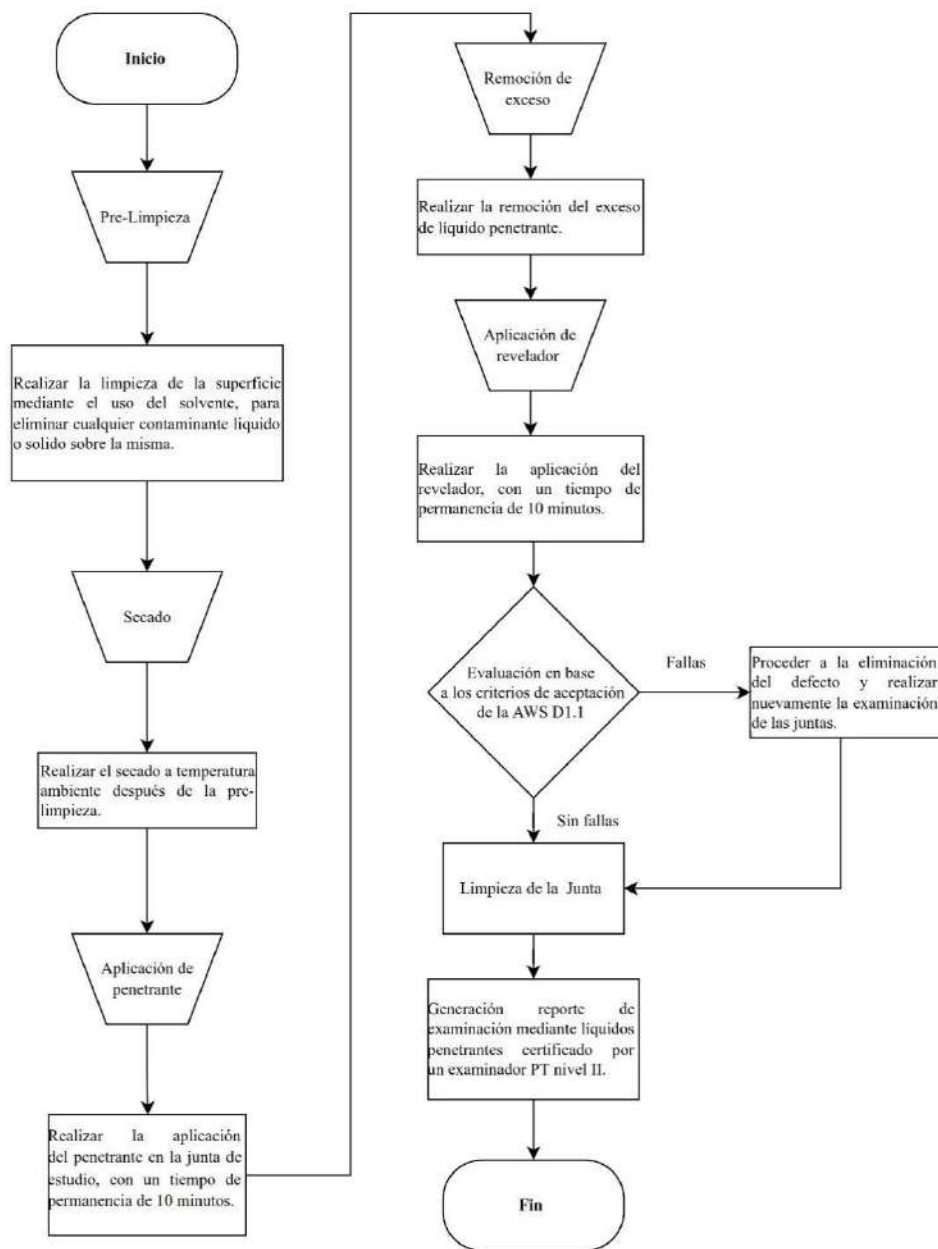 Inicio
Pre-Limpieza
Realizar la limpieza de la superficie
mediante el uso del solvente, para
eliminar cualquier contaminante líquido
o solido sobre la misma.
Secado
Realizar el secado a temperatura
ambiente después de la pre-
limpieza.
Aplicación de
penetrante
Realizar la aplicación
del penetrante en la junta de
estudio, con un tiempo de
permanencia de 10 minutos.
Remoción de
exceso
Realizar la remoción del exceso
de líquido penetrante.
Aplicación de
revelador
Realizar la aplicación del
revelador, con un tiempo de
permanencia de 10 minutos.
Evaluación en base
a los criterios de aceptación
de la AWS D1.1
Fallas
Proceder a la eliminación
del defecto y realizar
nuevamente la examinación
de las juntas.
Sin fallas
Limpieza de la Junta
Generación reporte de
examinación mediante líquidos
penetrantes certificado por
un examinador PT nivel II.
Fin